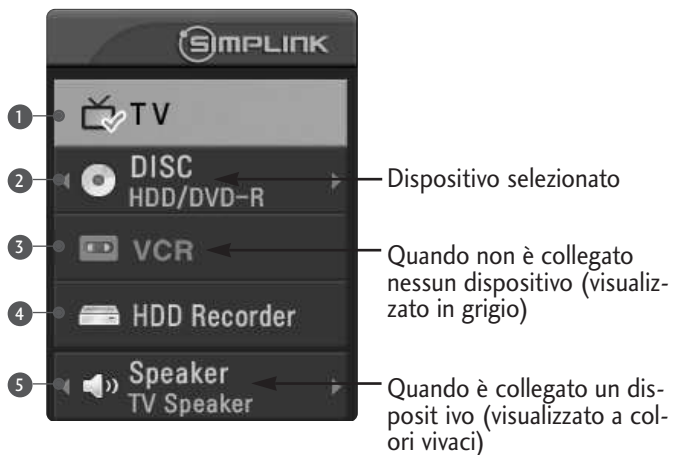 SIMPLINK
1 TV
2 DISC
HDD/DVD-R
Dispositivo selezionato
3 VCR
Quando non è collegato
nessun dispositivo (visualiz-
zato in grigio)
4 HDD Recorder
5 Speaker
TV Speaker
Quando è collegato un dis-
posit ivo (visualizzato a col-
ori vivaci)